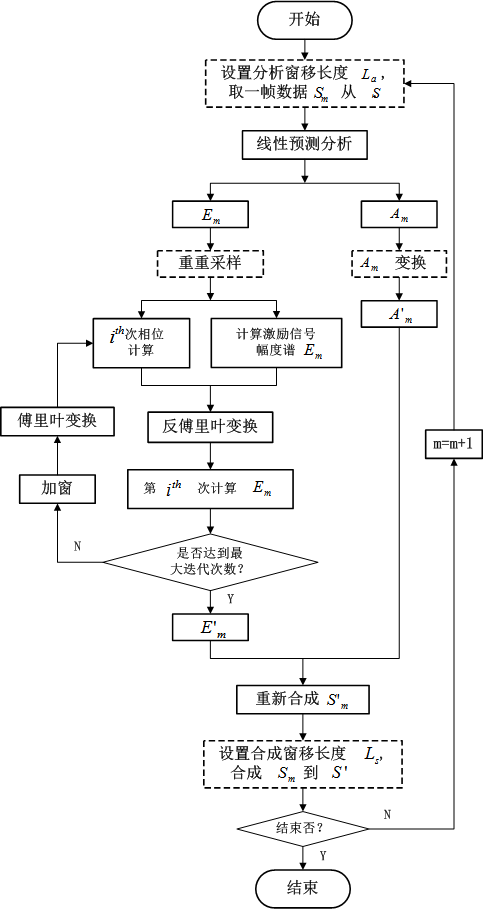 开始
设置分析窗移长度 La,
取一帧数据 Sm 从 S
线性预测分析
Em
Am
重重采样
Am 变换
A'm
ith次相位
计算
计算激励信号
幅度谱 Em
傅里叶变换
反傅里叶变换
m=m+1
加窗
第 ith 次计算 Em
N
是否达到最
大迭代次数?
Y
E'm
重新合成 S'm
设置合成窗移长度 Ls,
合成 Sm 到 S'
结束否?
N
Y
结束